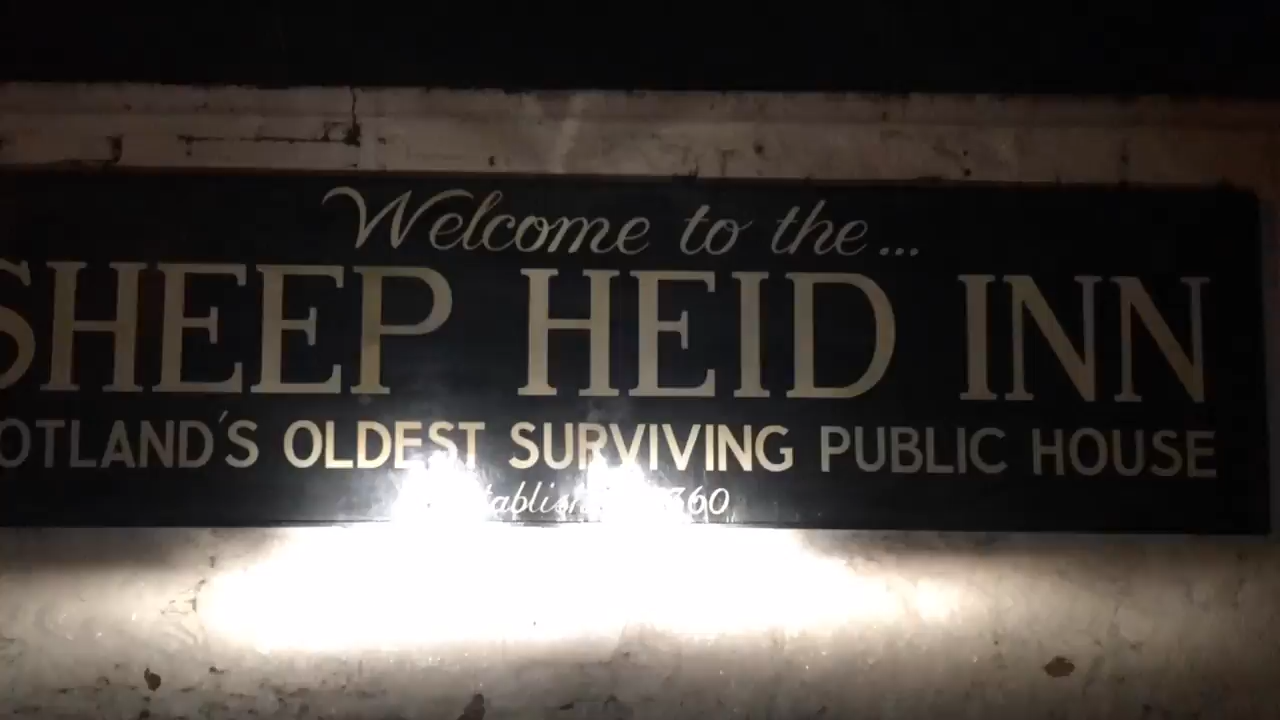 Welcome to the...
SHEEP HEID INN
OTLAND'S OLDEST SURVIVING PUBLIC HOUSE